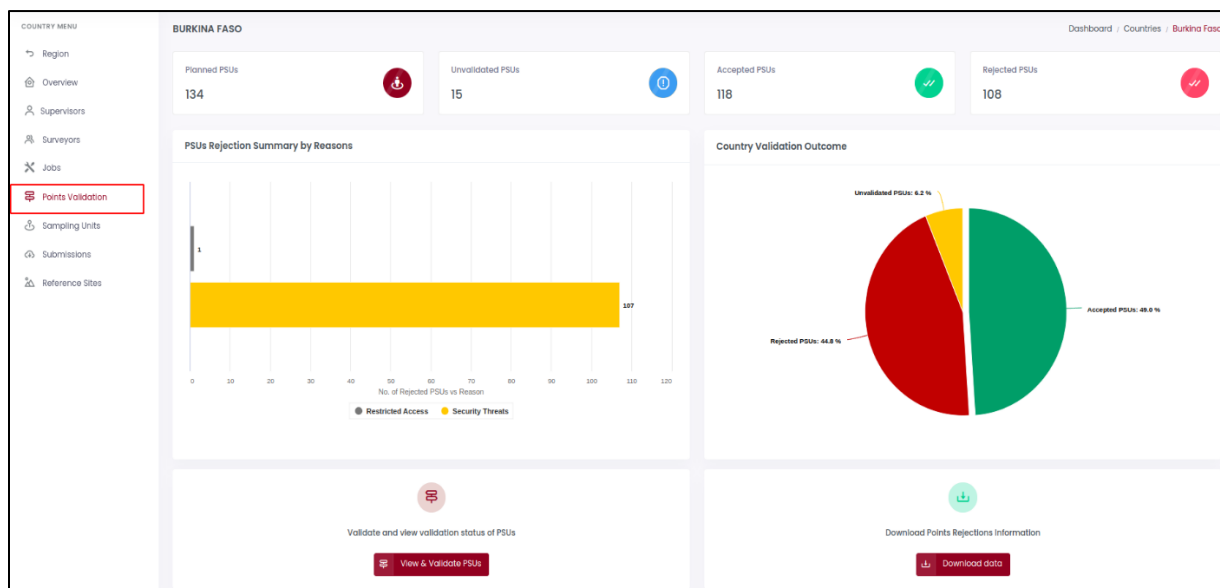 COUNTRY MENU
Region
Overview
Supervisors
Surveyors
Jobs
Points Validation
Sampling Units
Submissions
Reference Sites
BURKINA FASO
Dashboard / Countries / Burkina Faso
Planned PSUs
134
Unvalidated PSUs
15
Accepted PSUs
118
Rejected PSUs
108
PSUs Rejection Summary by Reasons
1
107
0 10 20 30 40 50 60 70 80 90 100 110 120
No. of Rejected PSUs vs Reason
Restricted Access Security Threats
Country Validation Outcome
Unvalidated PSUs: 6.2 %
Accepted PSUs: 49.0 %
Rejected PSUs: 44.8 %
Validate and view validation status of PSUs
View & Validate PSUs
Download Points Rejections Information
Download data